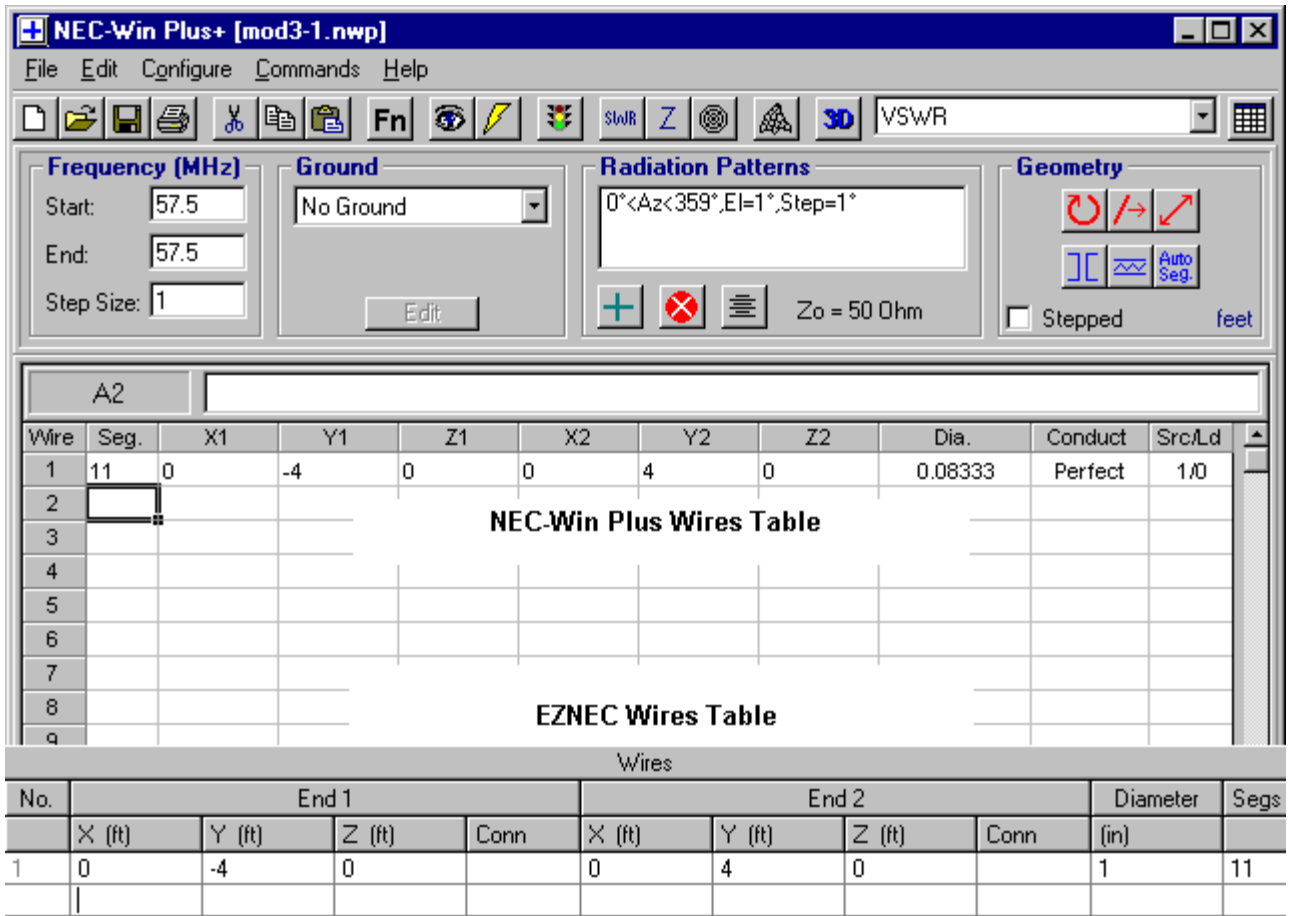 NEC-Win Plus+ [mod3-1.nwp]
File Edit Configure Commands Help
Fn SWR Z 3D VSWR
Frequency (MHz) Ground Radiation Patterns Geometry
Start: 57.5 No Ground 0°<Az<359°,El=1°,Step=1°
End: 57.5 Auto Seg.
Step Size: 1 Edit Zo = 50 Ohm Stepped feet
A2
Wire Seg. X1 Y1 Z1 X2 Y2 Z2 Dia. Conduct Src/Ld
1 11 0 -4 0 0 4 0 0.08333 Perfect 1/0
2
NEC-Win Plus Wires Table
3
4
5
6
7
8
EZNEC Wires Table
9
Wires
No. End 1 End 2 Diameter Segs
X (ft) Y (ft) Z (ft) Conn X (ft) Y (ft) Z (ft) Conn (in)
1 0 -4 0 0 4 0 1 11